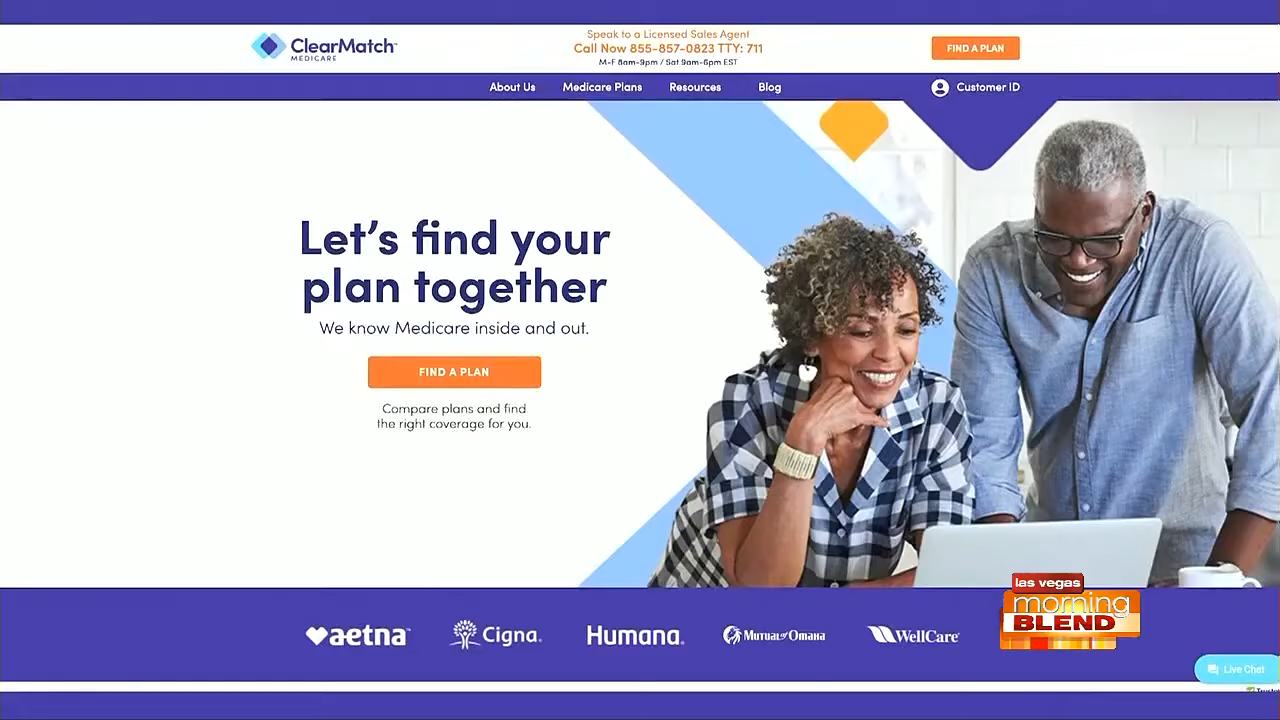 ClearMatch™
MEDICARE
Speak to a Licensed Sales Agent
Call Now 855-857-0823 TTY: 711
M-F 8am-9pm / Sat 9am-6pm EST
FIND A PLAN
About Us
Medicare Plans
Resources
Blog
Customer ID
Let's find your
plan together
We know Medicare inside and out.
FIND A PLAN
Compare plans and find
the right coverage for you.
aetna™
Cigna.
Humana.
MUTUAL of OMAHA
WellCare
las vegas
morning
BLEND
Live Chat